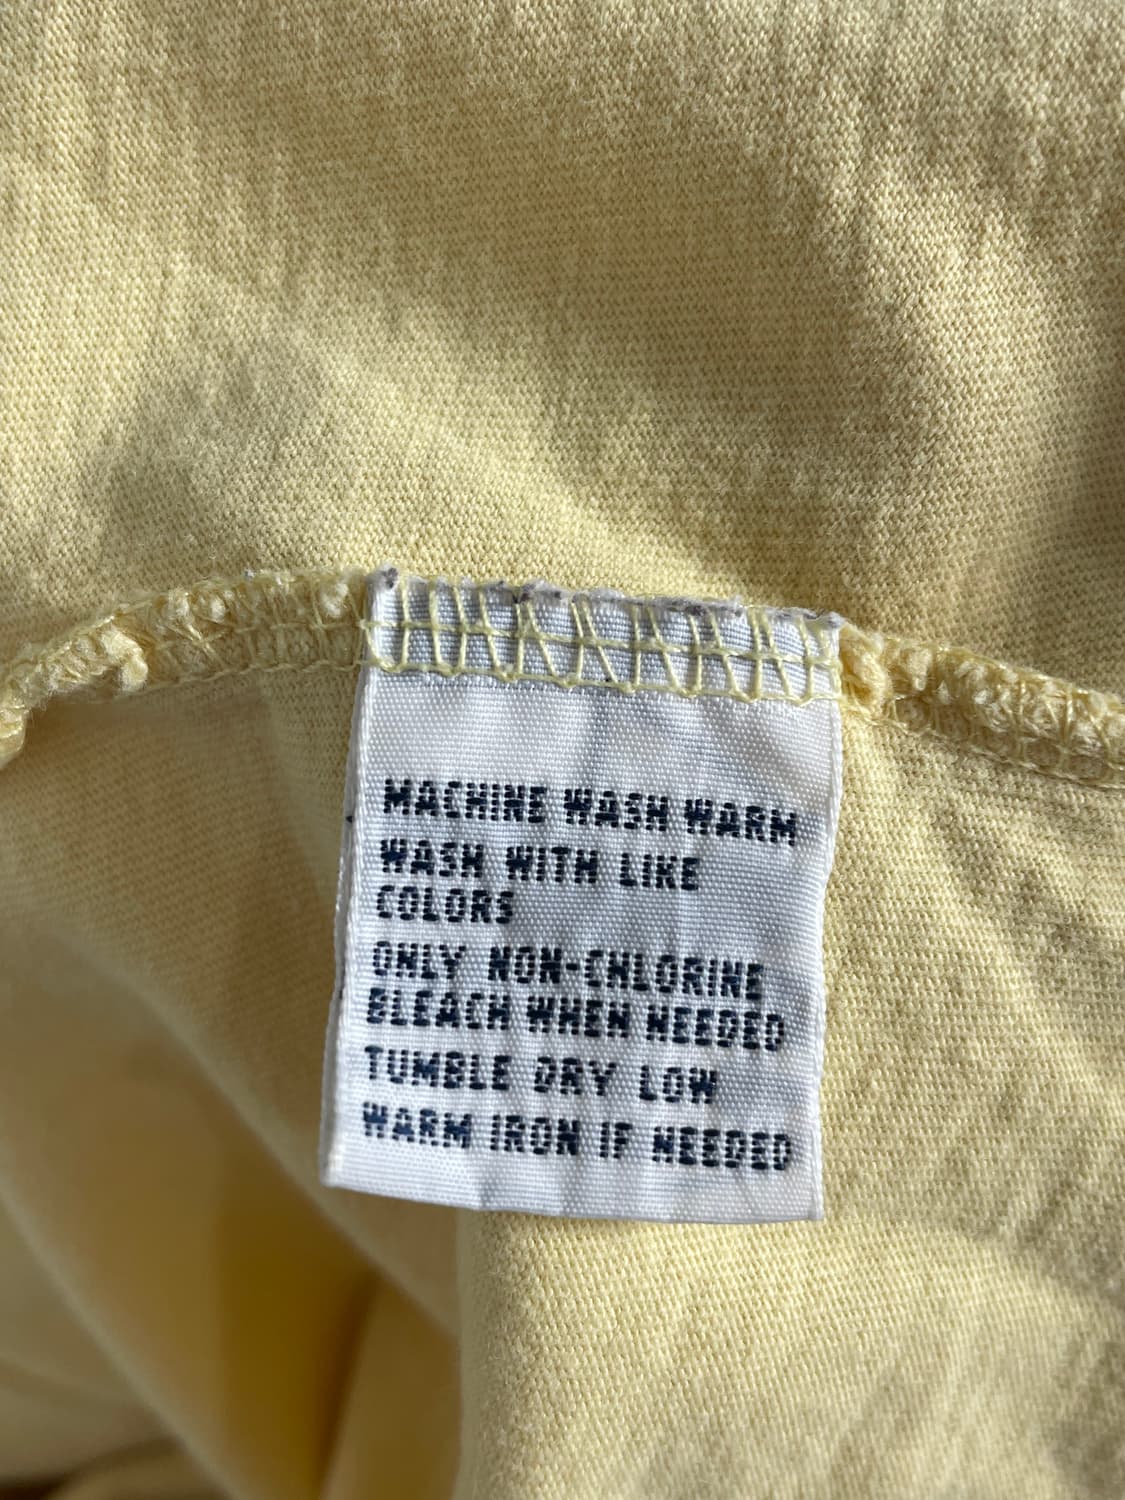 MACHINE WASH WARM
WASH WITH LIKE
COLORS
ONLY NON-CHLORINE
BLEACH WHEN NEEDED
TUMBLE DRY LOW
WARM IRON IF NEEDED